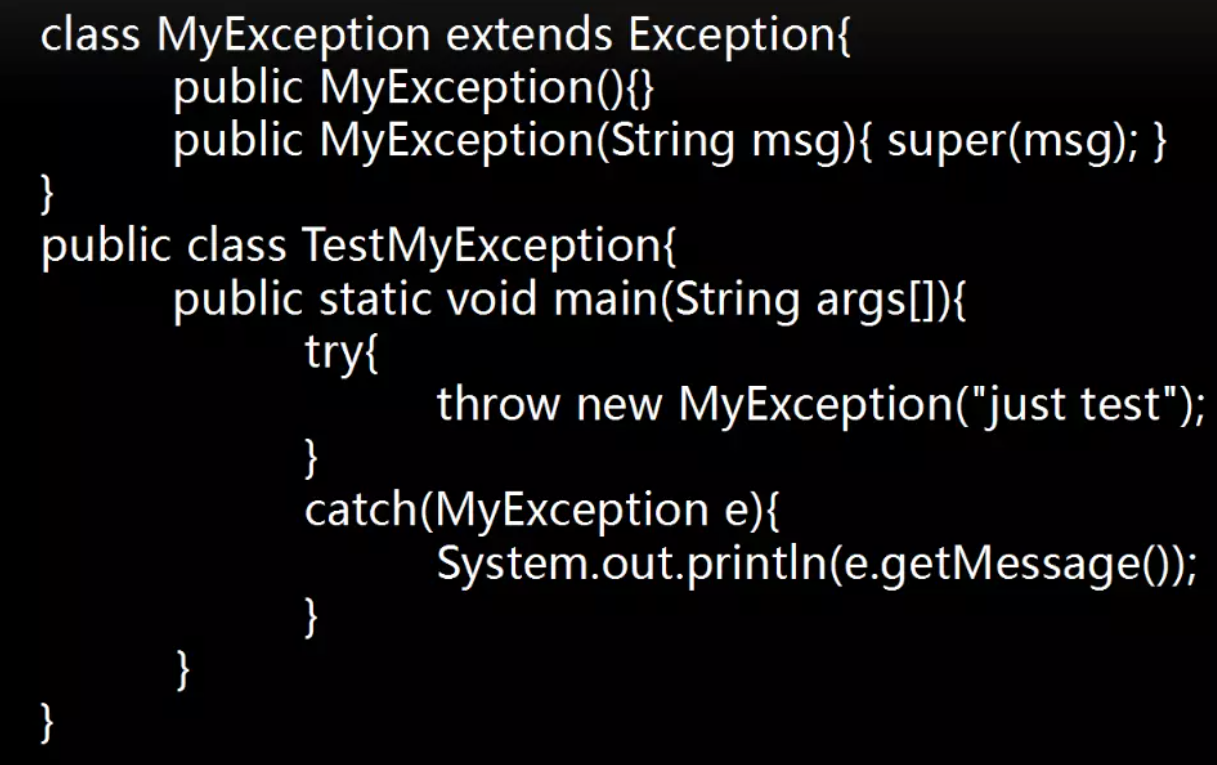 class MyException extends Exception{
public MyException(){}
public MyException(String msg){ super(msg); }
}
public class TestMyException{
public static void main(String args[]){
try{
throw new MyException("just test");
}
catch(MyException e){
System.out.println(e.getMessage());
}
}
}